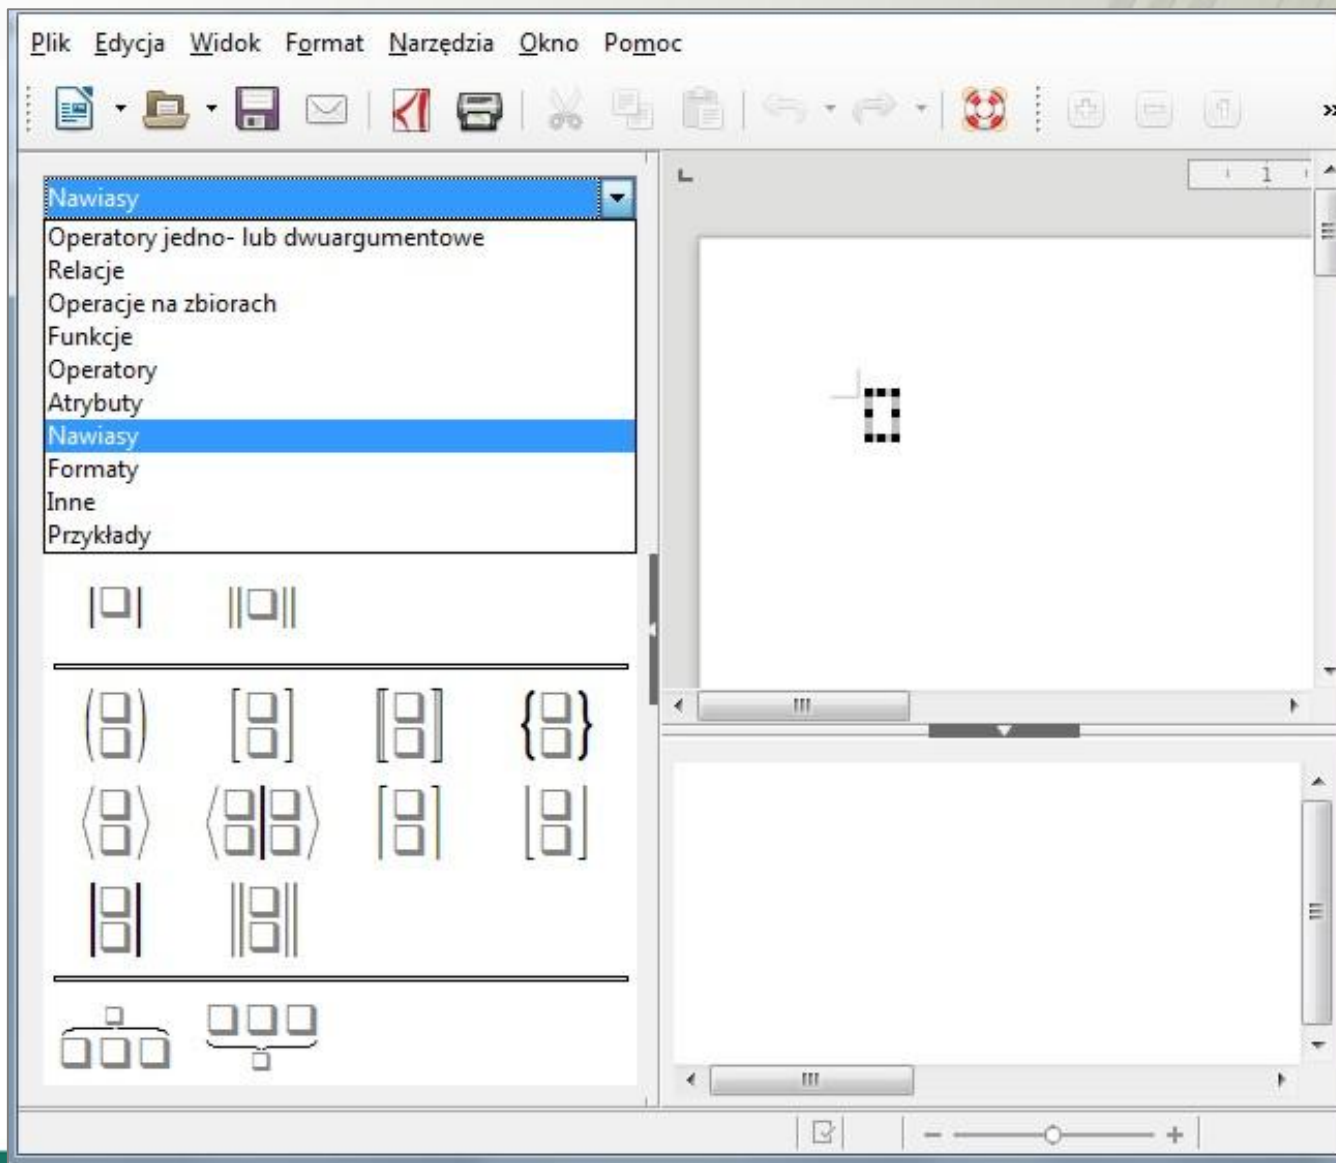 Plik Edycja Widok Format Narzędzia Okno Pomoc
1
Nawiasy
Operatory jedno- lub dwuargumentowe
Relacje
Operacje na zbiorach
Funkcje
Operatory
Atrybuty
Nawiasy
Formaty
Inne
Przykłady